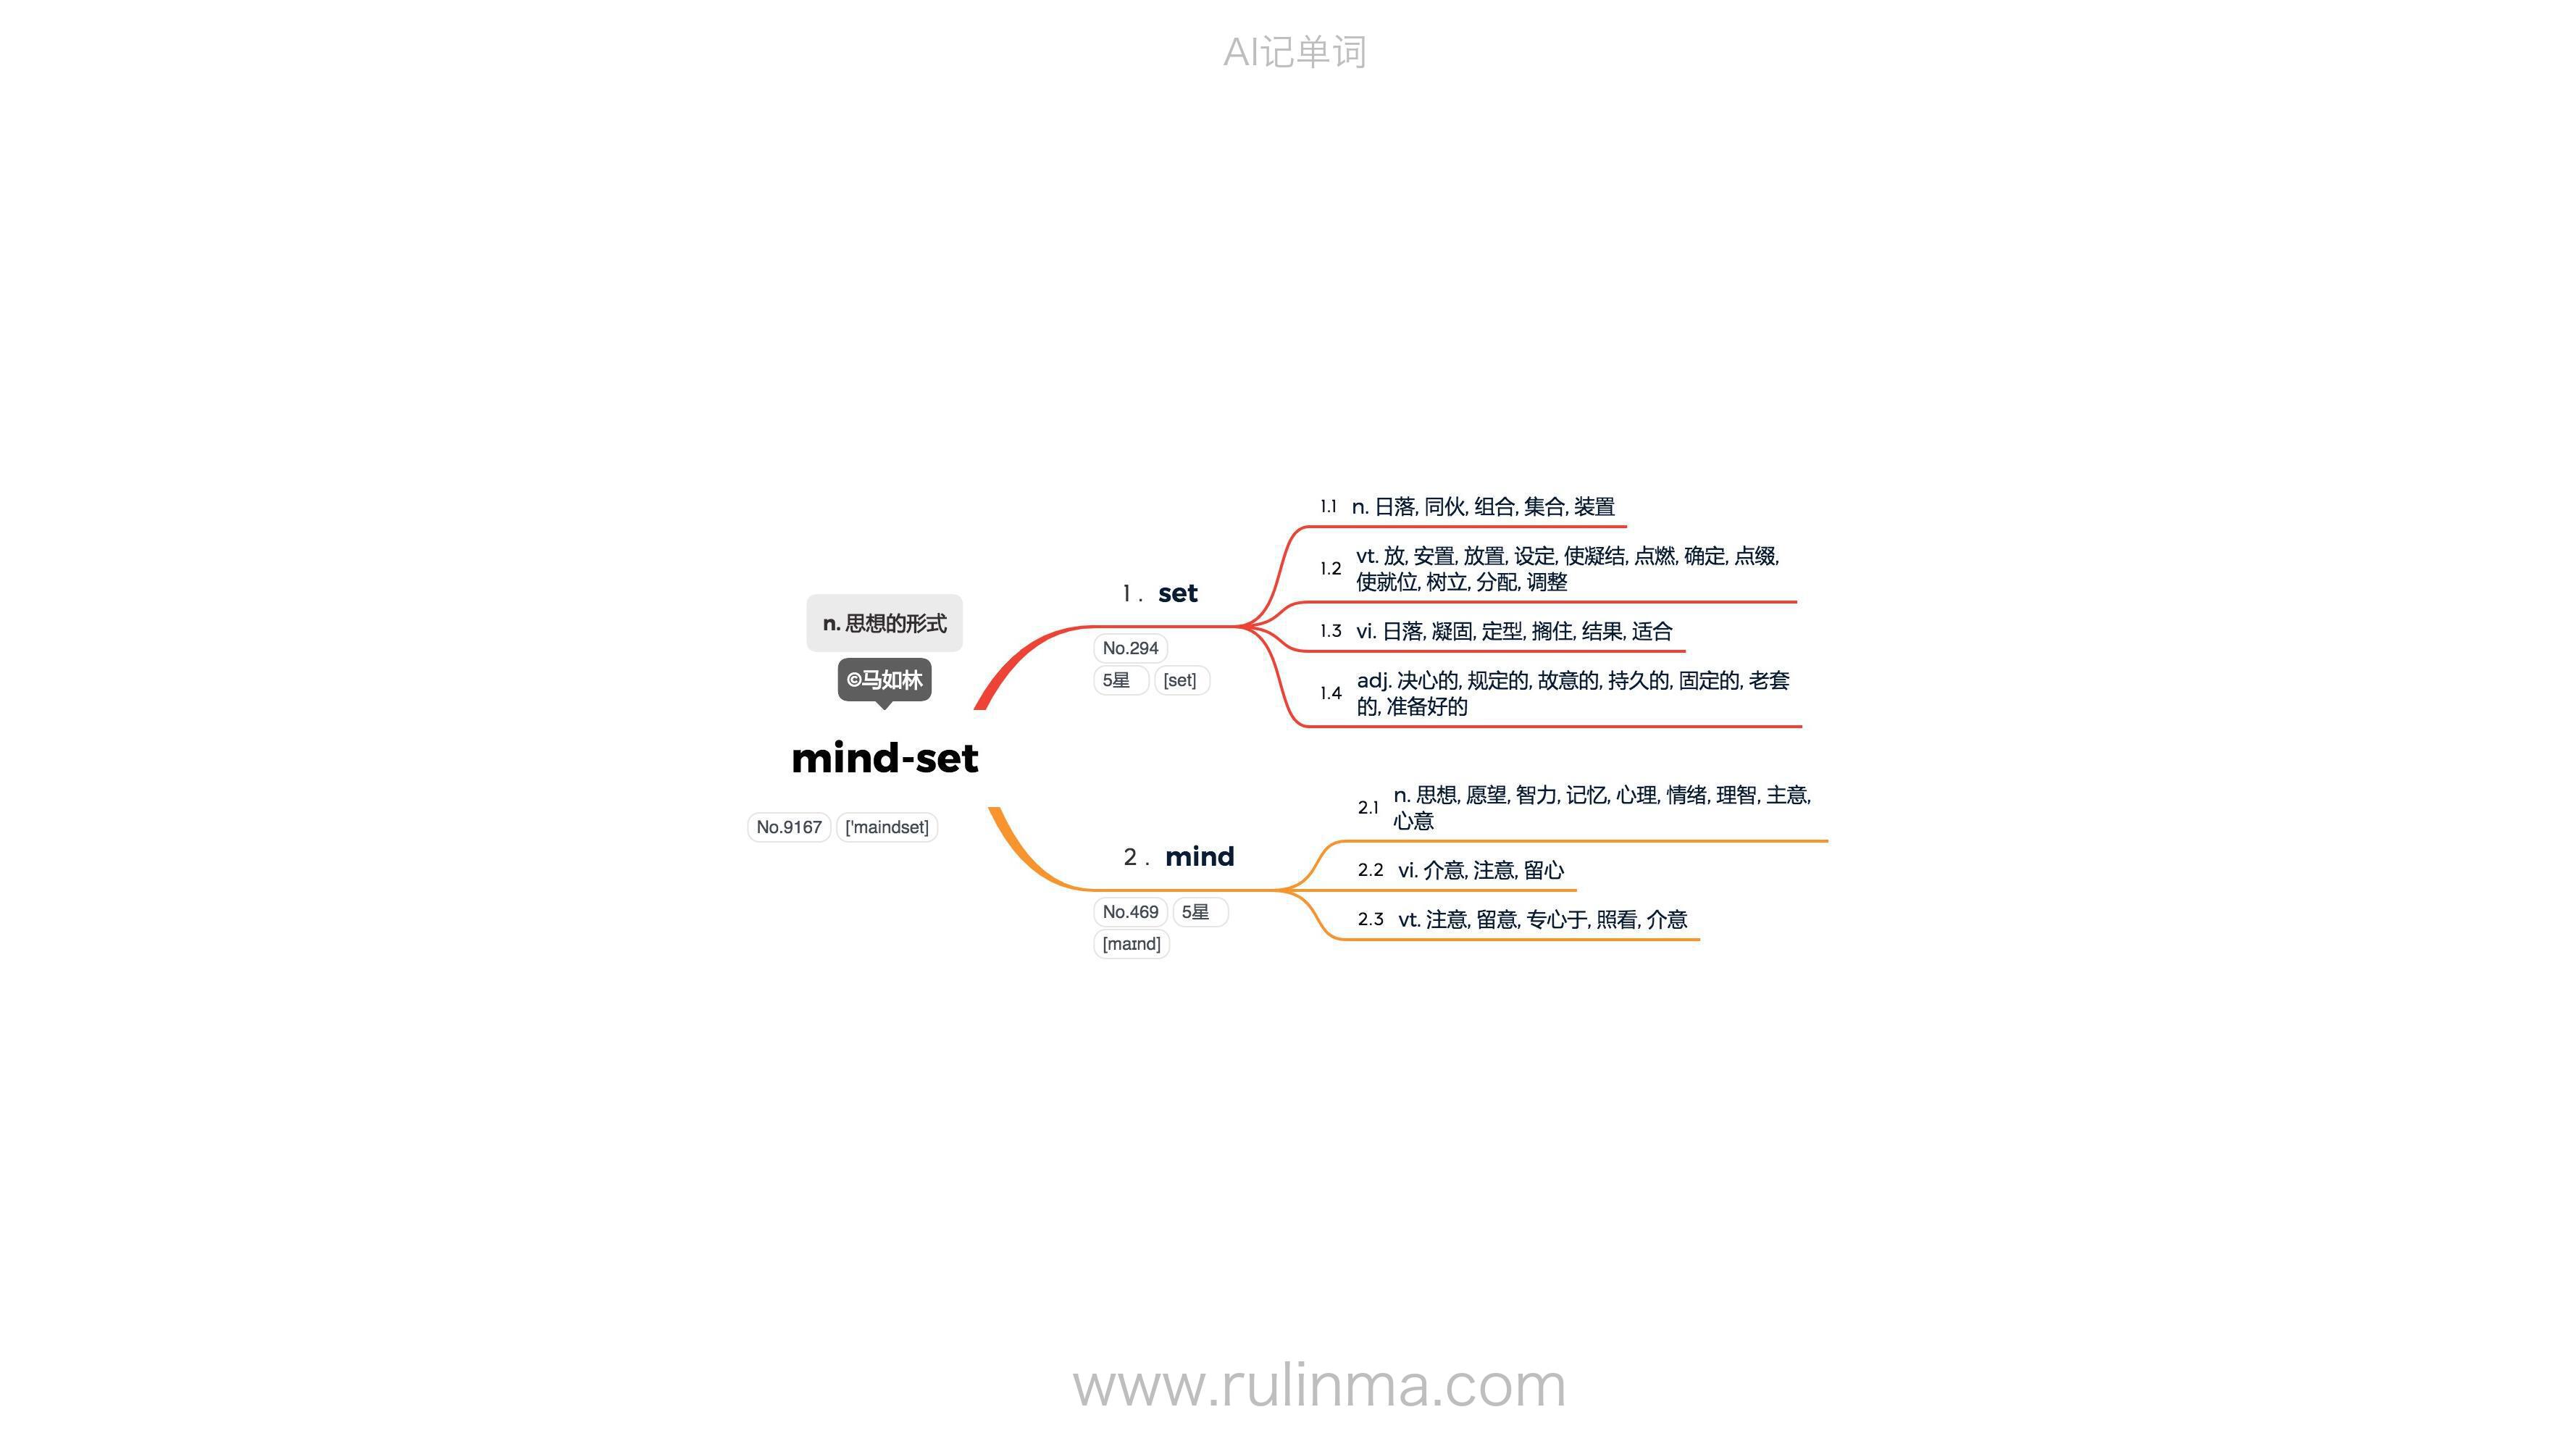 AI记单词
n. 思想的形式
©马如林
mind-set
No.9167 ['maindset]
1. set
No.294
5星 [set]
1.1 n. 日落, 同伙, 组合, 集合, 装置
1.2 vt. 放, 安置, 放置, 设定, 使凝结, 点燃, 确定, 点缀,
使就位, 树立, 分配, 调整
1.3 vi. 日落, 凝固, 定型, 搁住, 结果, 适合
1.4 adj. 决心的, 规定的, 故意的, 持久的, 固定的, 老套
的, 准备好的
2. mind
No.469 5星
[maɪnd]
2.1 n. 思想, 愿望, 智力, 记忆, 心理, 情绪, 理智, 主意,
心意
2.2 vi. 介意, 注意, 留心
2.3 vt. 注意, 留意, 专心于, 照看, 介意
www.rulinma.com